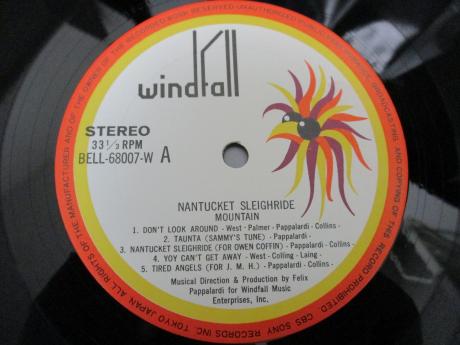 windfall
STEREO
33 1/3 RPM
BELL-68007-W A
NANTUCKET SLEIGHRIDE
MOUNTAIN
1. DON'T LOOK AROUND - West - Palmer - Pappalardi - Collins -
2. TAUNTA (SAMMY'S TUNE) - Pappalardi -
3. NANTUCKET SLEIGHRIDE (FOR OWEN COFFIN) - Pappalardi - Collins -
4. YOY CAN'T GET AWAY - West - Colling - Laing -
5. TIRED ANGELS (FOR J. M. H.) - Pappalardi - Collins -
Musical Direction & Production by Felix
Pappalardi for Windfall Music
Enterprises, Inc.
CBS SONY RECORDS INC. TOKYO JAPAN ALL RIGHTS OF THE MANUFACTURER AND OF THE OWNER OF THE RECORDED WORK RESERVED UNAUTHORIZED PUBLIC BROADCASTING AND COPYING OF THIS RECORD PROHIBITED